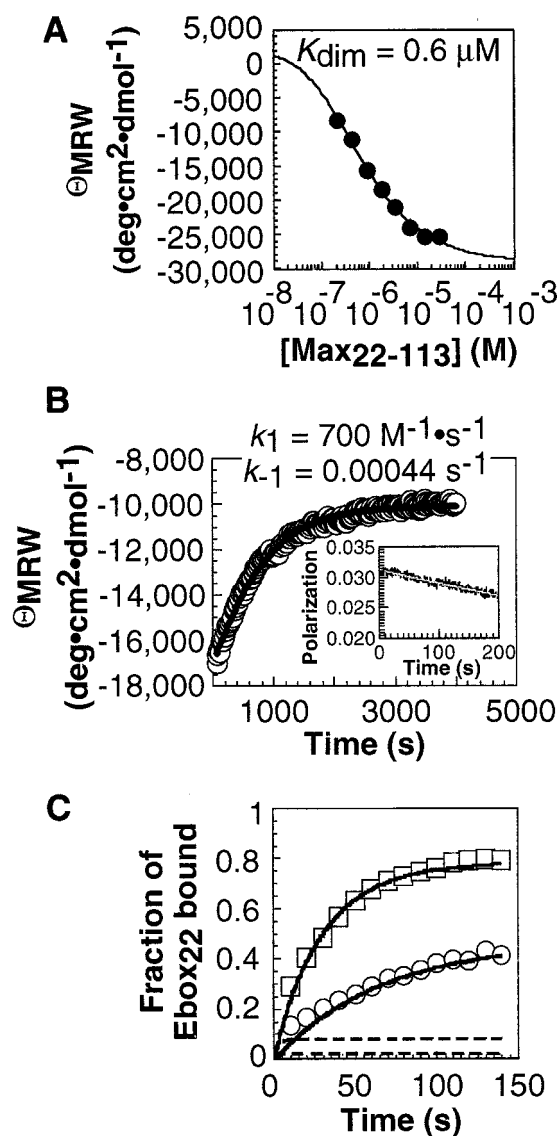 A
5,000
0
-5,000
-10,000
-15,000
-20,000
-25,000
-30,000
ΘMRW
(deg•cm2•dmol-1)
Kdim = 0.6 μM
10-8 10-7 10-6 10-5 10-4 10-3
[Max22-113] (M)
B
k1 = 700 M-1•s-1
k-1 = 0.00044 s-1
-8,000
-10,000
-12,000
-14,000
-16,000
-18,000
ΘMRW
(deg•cm2•dmol-1)
0.035
0.030
0.025
0.020
Polarization
0 100 200
Time (s)
1000 3000 5000
Time (s)
C
1
0.8
0.6
0.4
0.2
0
Fraction of
Ebox22 bound
0 50 100 150
Time (s)